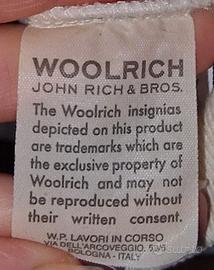 WOOLRICH
JOHN RICH & BROS.
The Woolrich insignias
depicted on this product
are trademarks which are
the exclusive property of
Woolrich and may not
be reproduced without
their written consent.
W.P. LAVORI IN CORSO
VIA DELL'ARCOVEGGIO, 59/5
BOLOGNA - ITALY